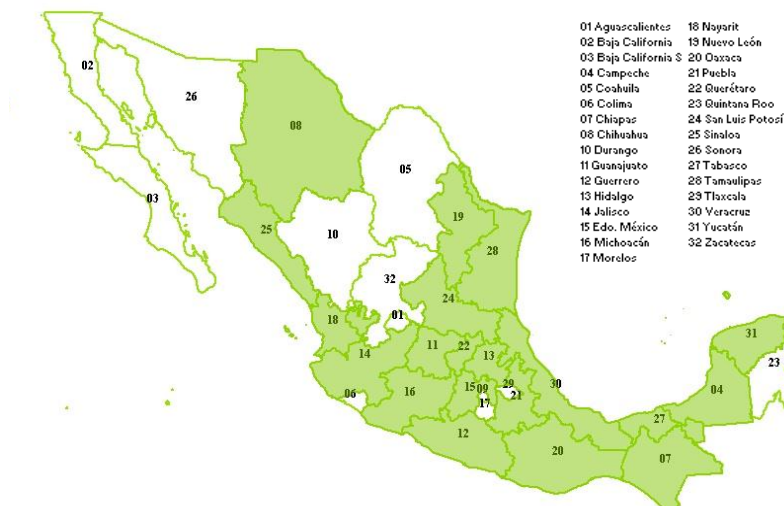 01 Aguascalientes 18 Nayarit
02 Baja California 19 Nuevo León
03 Baja California S 20 Oaxaca
04 Campeche 21 Puebla
05 Coahuila 22 Querétaro
06 Colima 23 Quintana Roo
07 Chiapas 24 San Luis Potosí
08 Chihuahua 25 Sinaloa
10 Durango 26 Sonora
11 Guanajuato 27 Tabasco
12 Guerrero 28 Tamaulipas
13 Hidalgo 29 Tlaxcala
14 Jalisco 30 Veracruz
15 Edo. México 31 Yucatán
16 Michoacán 32 Zacatecas
17 Morelos
02
26
08
05
03
19
10
25
28
32
24
01
18
31
14
11
22
13
23
06
16
15
09
29
30
04
17
21
27
12
20
07